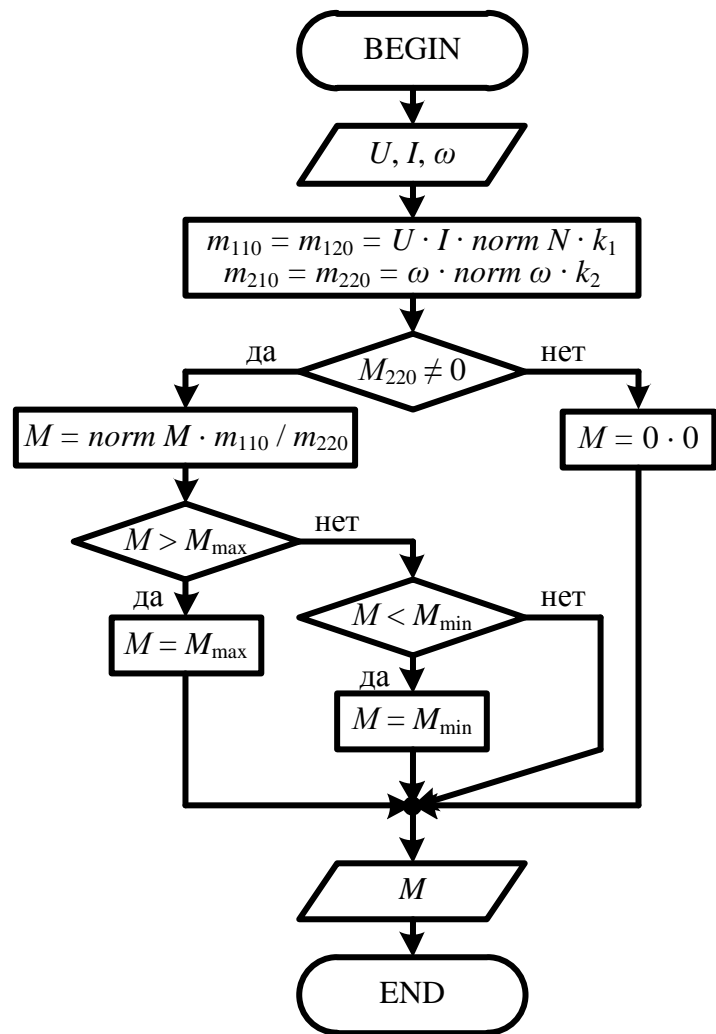 BEGIN
U, I, ω
m₁₁₀ = m₁₂₀ = U · I · norm N · k₁
m₂₁₀ = m₂₂₀ = ω · norm ω · k₂
да
M₂₂₀ ≠ 0
нет
M = norm M · m₁₁₀ / m₂₂₀
M = 0 · 0
M > Mmax
нет
да
M < Mmin
нет
M = Mmax
да
M = Mmin
M
END